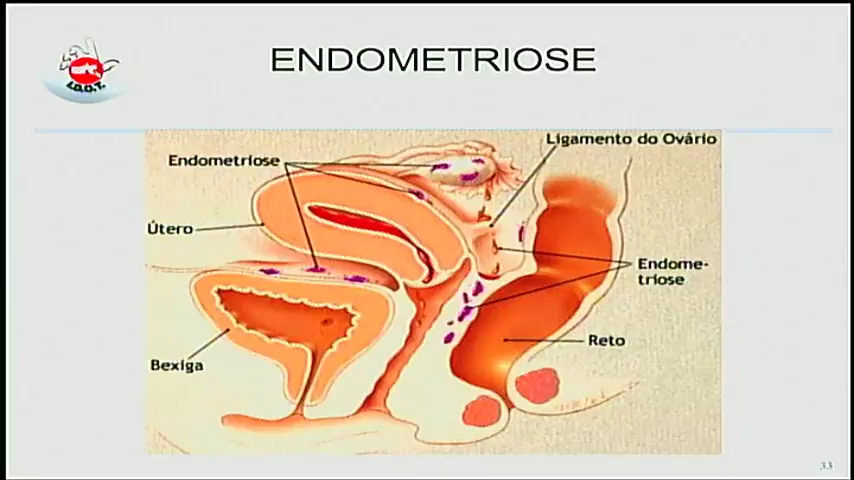 ENDOMETRIOSE
I.D.O.T.
Ligamento do Ovário
Endometriose
Útero
Endome-
triose
Reto
Bexiga
33